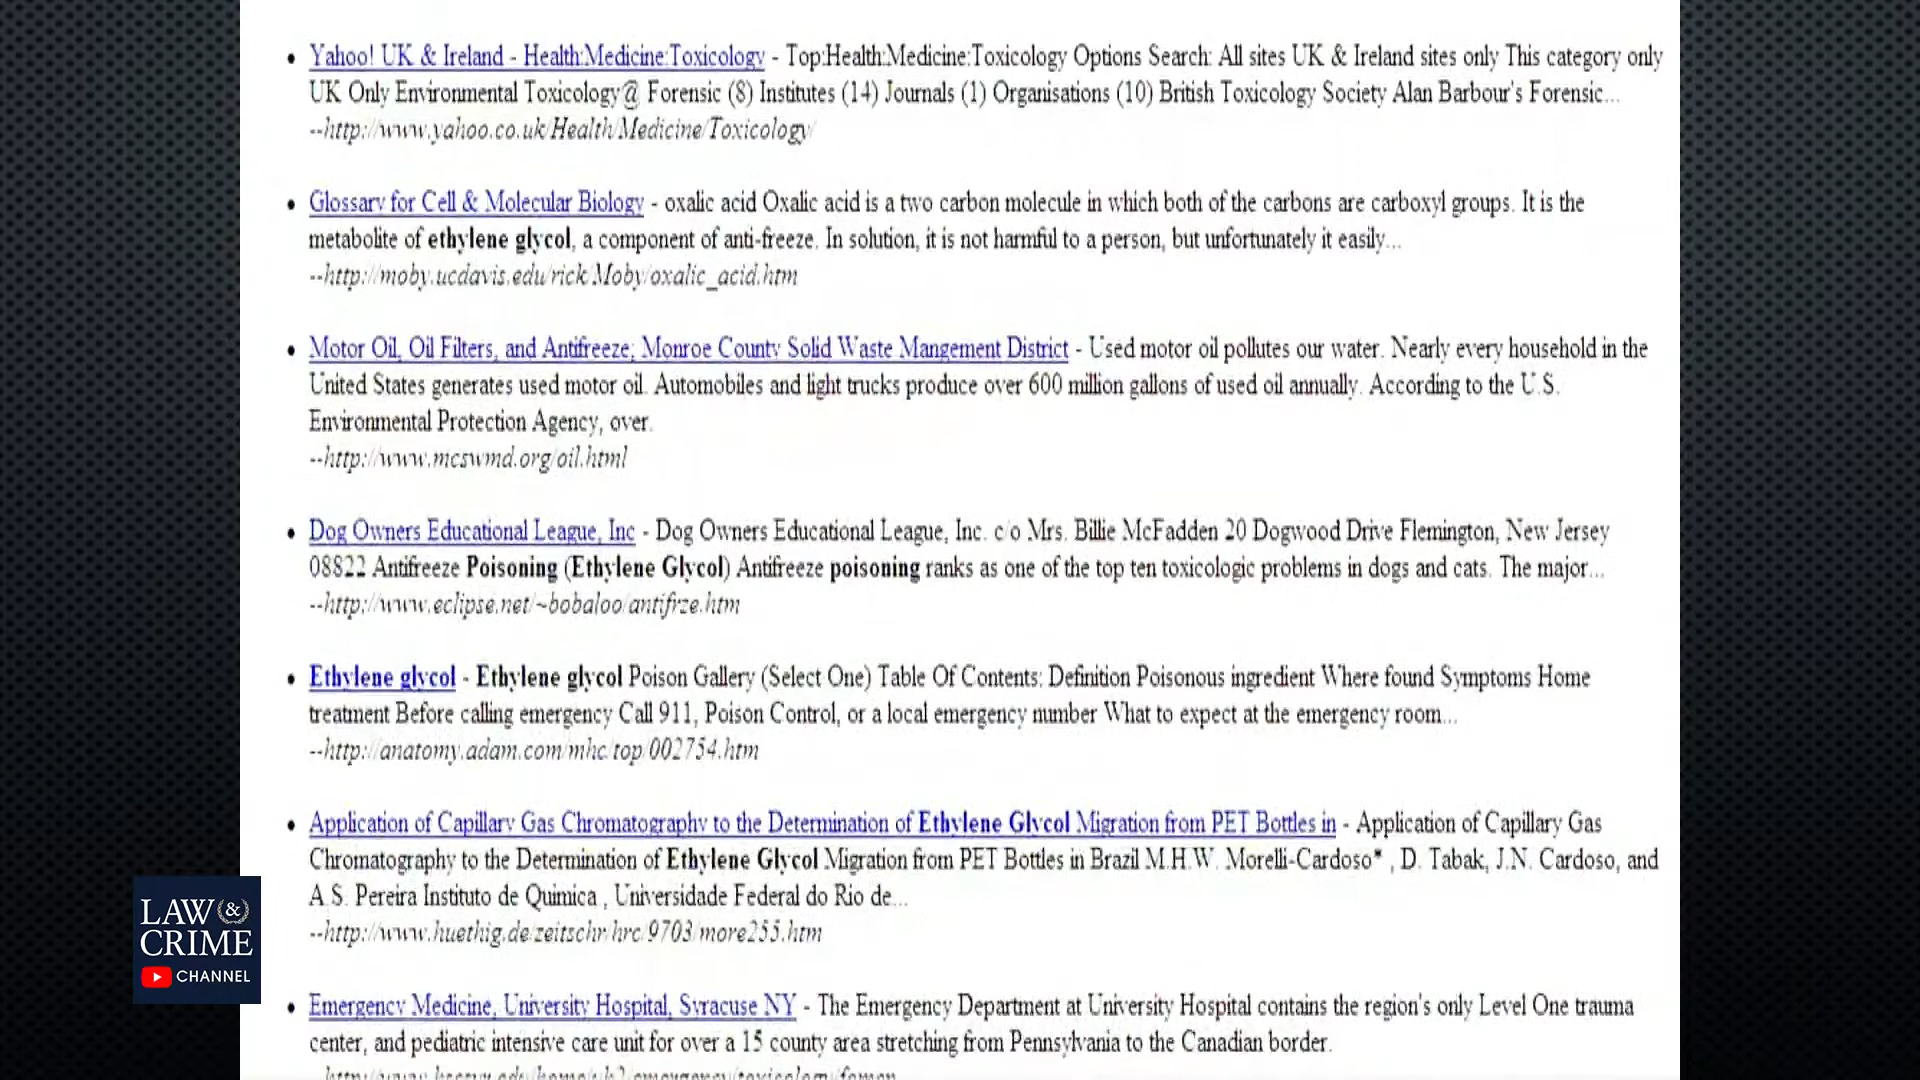 • Yahoo! UK & Ireland - Health:Medicine:Toxicology - Top:Health:Medicine:Toxicology Options Search: All sites UK & Ireland sites only This category only
UK Only Environmental Toxicology@ Forensic (8) Institutes (14) Journals (1) Organisations (10) British Toxicology Society Alan Barbour's Forensic...
--http://www.yahoo.co.uk/Health/Medicine/Toxicology/
• Glossary for Cell & Molecular Biology - oxalic acid Oxalic acid is a two carbon molecule in which both of the carbons are carboxyl groups. It is the
metabolite of ethylene glycol, a component of anti-freeze. In solution, it is not harmful to a person, but unfortunately it easily...
--http://moby.ucdavis.edu/rick/Moby/oxalic_acid.htm
• Motor Oil, Oil Filters, and Antifreeze; Monroe County Solid Waste Mangement District - Used motor oil pollutes our water. Nearly every household in the
United States generates used motor oil. Automobiles and light trucks produce over 600 million gallons of used oil annually. According to the U.S.
Environmental Protection Agency, over.
--http://www.mcswmd.org/oil.html
• Dog Owners Educational League, Inc - Dog Owners Educational League, Inc. c/o Mrs. Billie McFadden 20 Dogwood Drive Flemington, New Jersey
08822 Antifreeze Poisoning (Ethylene Glycol) Antifreeze poisoning ranks as one of the top ten toxicologic problems in dogs and cats. The major...
--http://www.eclipse.net/~bobaloo/antifrze.htm
• Ethylene glycol - Ethylene glycol Poison Gallery (Select One) Table Of Contents: Definition Poisonous ingredient Where found Symptoms Home
treatment Before calling emergency Call 911, Poison Control, or a local emergency number What to expect at the emergency room...
--http://anatomy.adam.com/mhc/top/002754.htm
• Application of Capillary Gas Chromatography to the Determination of Ethylene Glycol Migration from PET Bottles in - Application of Capillary Gas
Chromatography to the Determination of Ethylene Glycol Migration from PET Bottles in Brazil M.H.W. Morelli-Cardoso* , D. Tabak, J.N. Cardoso, and
A.S. Pereira Instituto de Quimica , Universidade Federal do Rio de...
--http://www.huethig.de/zeitschr/hrc/9703/more255.htm
• Emergency Medicine, University Hospital, Syracuse NY - The Emergency Department at University Hospital contains the region's only Level One trauma
center, and pediatric intensive care unit for over a 15 county area stretching from Pennsylvania to the Canadian border.
LAW &
CRIME
CHANNEL